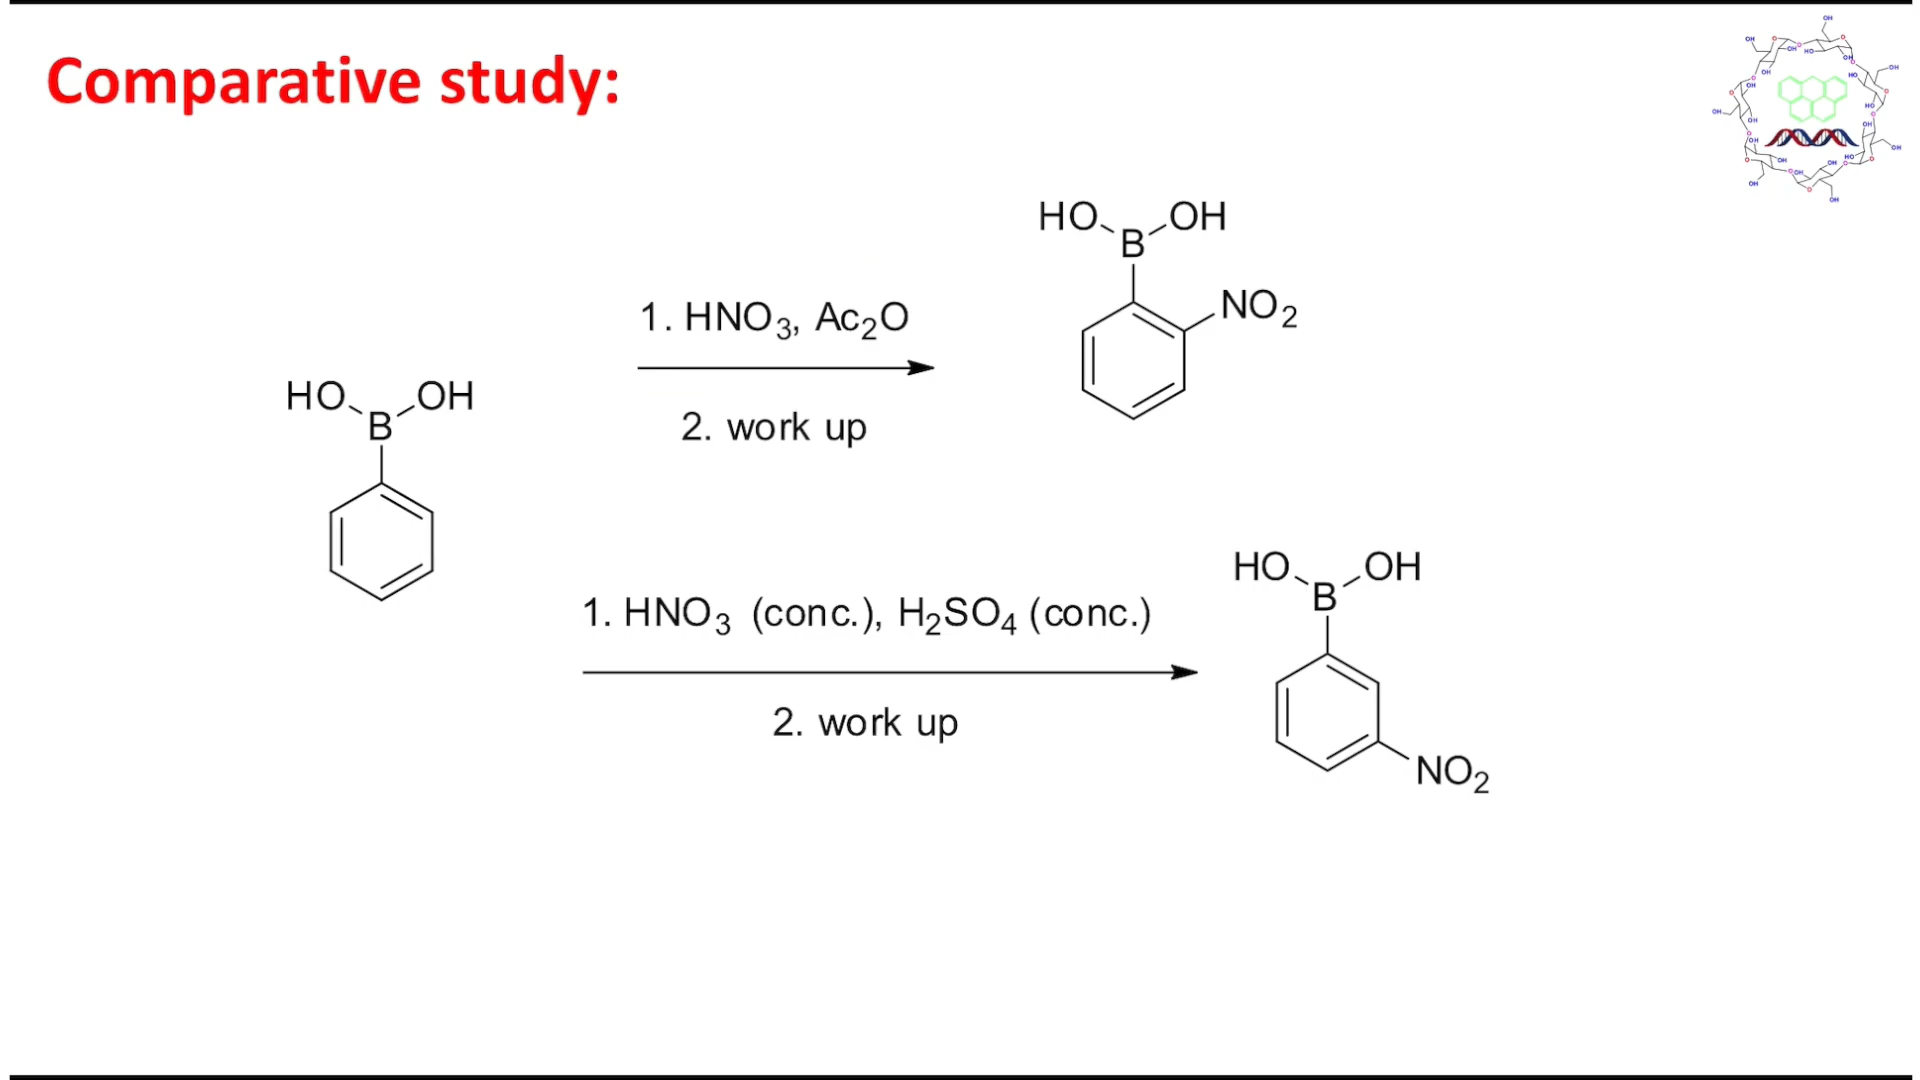 Comparative study:
HO OH
B
NO2
1. HNO3, Ac2O
2. work up
HO OH
B
HO OH
B
1. HNO3 (conc.), H2SO4 (conc.)
2. work up
NO2